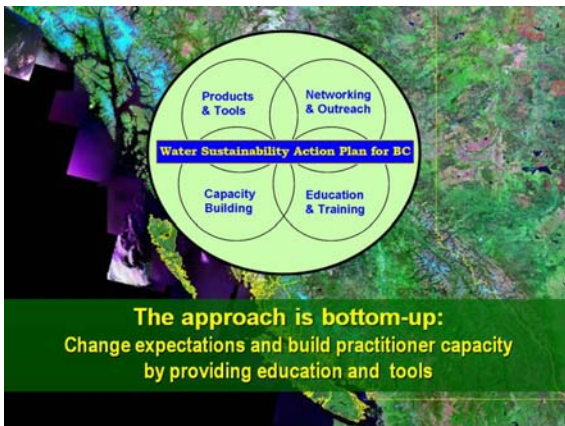 Products
& Tools
Networking
& Outreach
Water Sustainability Action Plan for BC
Capacity
Building
Education
& Training
The approach is bottom-up:
Change expectations and build practitioner capacity
by providing education and tools